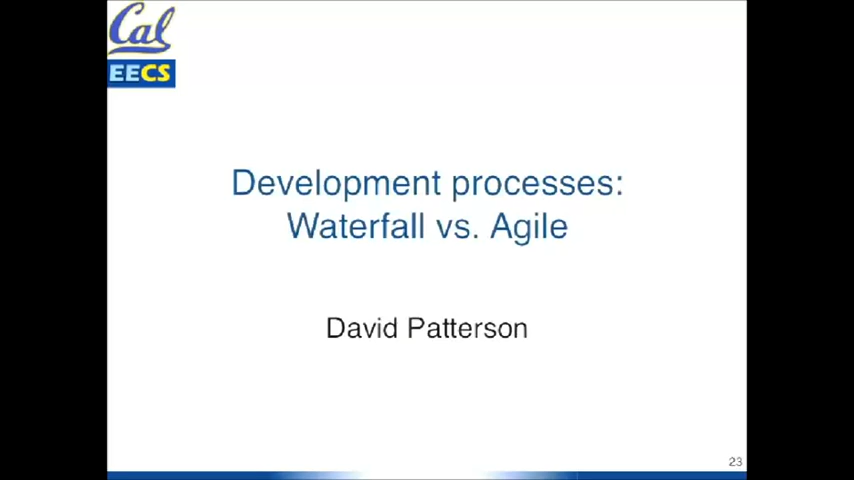 Cal
EECS
Development processes:
Waterfall vs. Agile
David Patterson
23